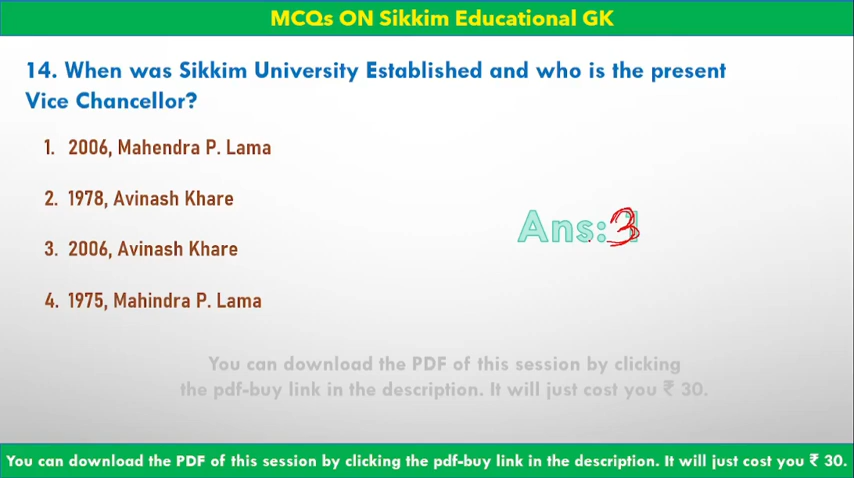 MCQs ON Sikkim Educational GK
14. When was Sikkim University Established and who is the present
Vice Chancellor?
1. 2006, Mahendra P. Lama
2. 1978, Avinash Khare
3. 2006, Avinash Khare
4. 1975, Mahindra P. Lama
Ans: 3
You can download the PDF of this session by clicking
the pdf-buy link in the description. It will just cost you ₹ 30.
You can download the PDF of this session by clicking the pdf-buy link in the description. It will just cost you ₹ 30.